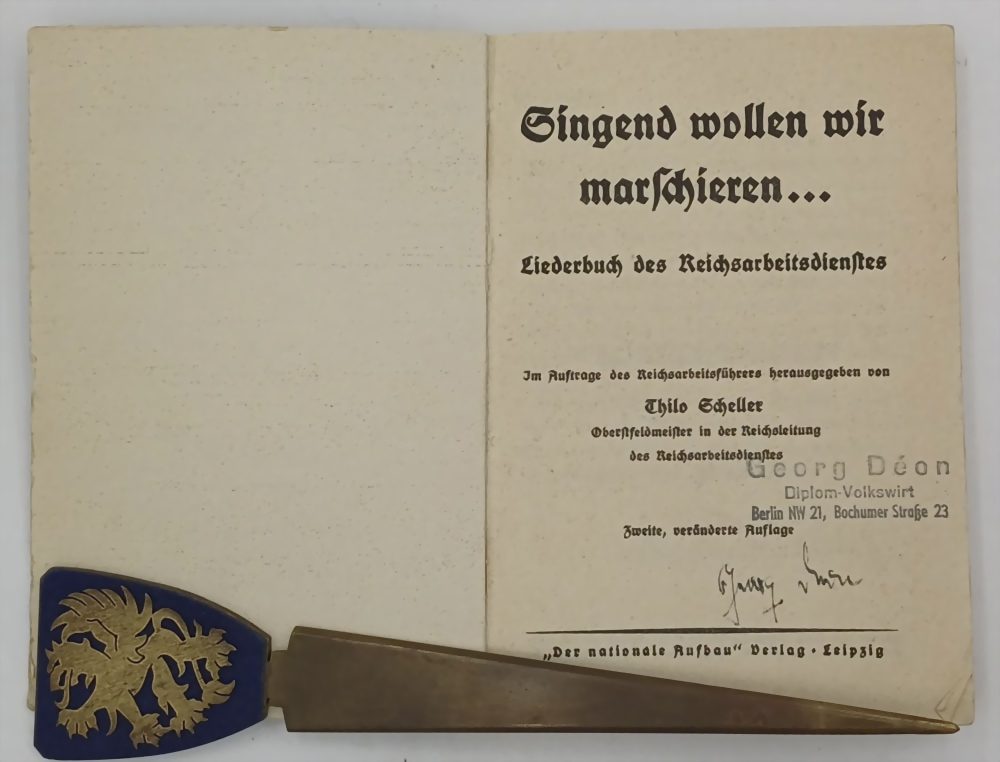 Singend wollen wir
marschieren...
Liederbuch des Reichsarbeitsdienstes
Im Auftrage des Reichsarbeitsführers herausgegeben von
Thilo Scheller
Oberstfeldmeister in der Reichsleitung
des Reichsarbeitsdienstes
Georg Déon
Diplom-Volkswirt
Berlin NW 21, Bochumer Straße 23
Zweite, veränderte Auflage
Georg Déon
„Der nationale Aufbau“ Verlag · Leipzig